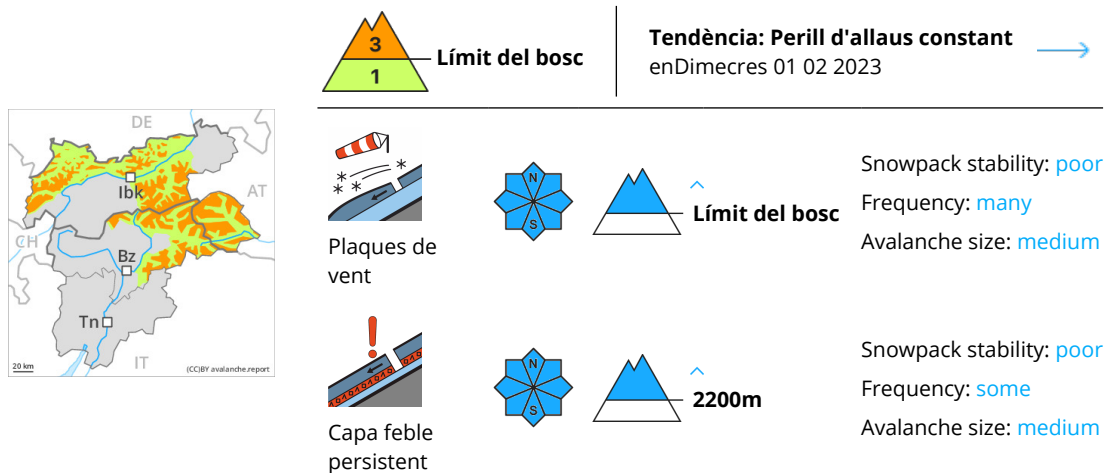 3
1
Límit del bosc
Tendència: Perill d'allaus constant
enDimecres 01 02 2023
DE
AT
CH
IT
Ibk
Bz
Tn
20 km
(CC)BY avalanche.report
Plaques de
vent
N
S
Límit del bosc
Snowpack stability: poor
Frequency: many
Avalanche size: medium
Capa feble
persistent
N
S
2200m
Snowpack stability: poor
Frequency: some
Avalanche size: medium